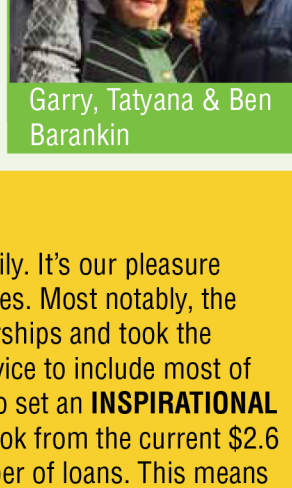 Garry, Tatyana & Ben
Barankin
ily. It's our pleasure
es. Most notably, the
rships and took the
vice to include most of
o set an INSPIRATIONAL
ok from the current $2.6
er of loans. This means